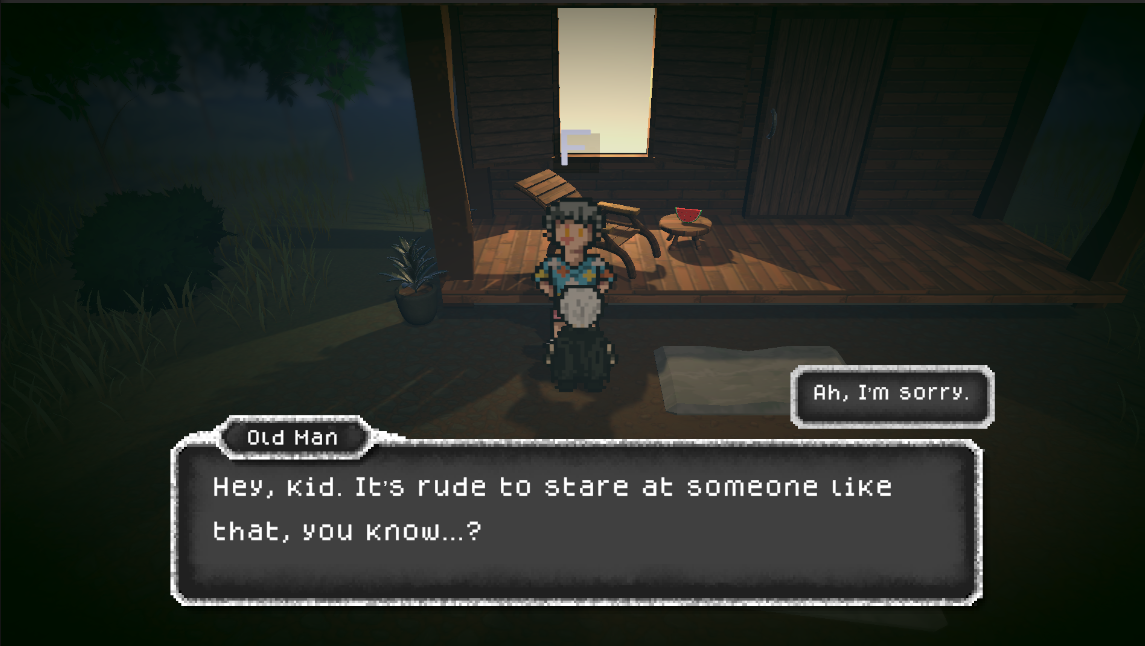 Ah, I'm sorry.
Old Man
Hey, kid. It's rude to stare at someone like
that, you know...?